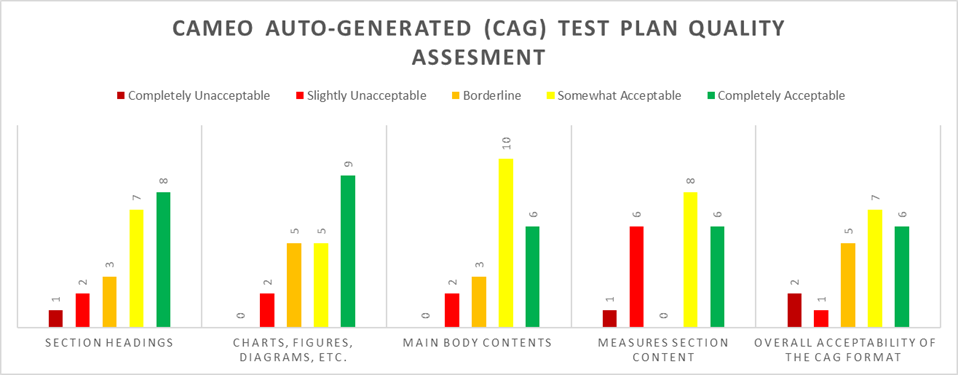 CAMEO AUTO-GENERATED (CAG) TEST PLAN QUALITY
ASSESMENT
Completely Unacceptable Slightly Unacceptable Borderline Somewhat Acceptable Completely Acceptable
1 2 3 7 8
0 2 5 5 9
0 2 3 10 6
1 6 0 8 6
2 1 5 7 6
SECTION HEADINGS
CHARTS, FIGURES,
DIAGRAMS, ETC.
MAIN BODY CONTENTS
MEASURES SECTION
CONTENT
OVERALL ACCEPTABILITY OF
THE CAG FORMAT